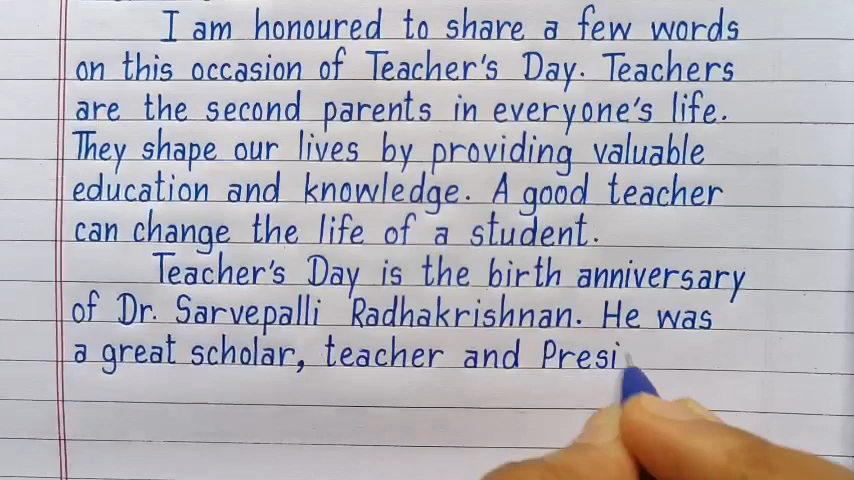 I am honoured to share a few words
on this occasion of Teacher's Day. Teachers
are the second parents in everyone's life.
They shape our lives by providing valuable
education and knowledge. A good teacher
can change the life of a student.
Teacher's Day is the birth anniversary
of Dr. Sarvepalli Radhakrishnan. He was
a great scholar, teacher and Presi